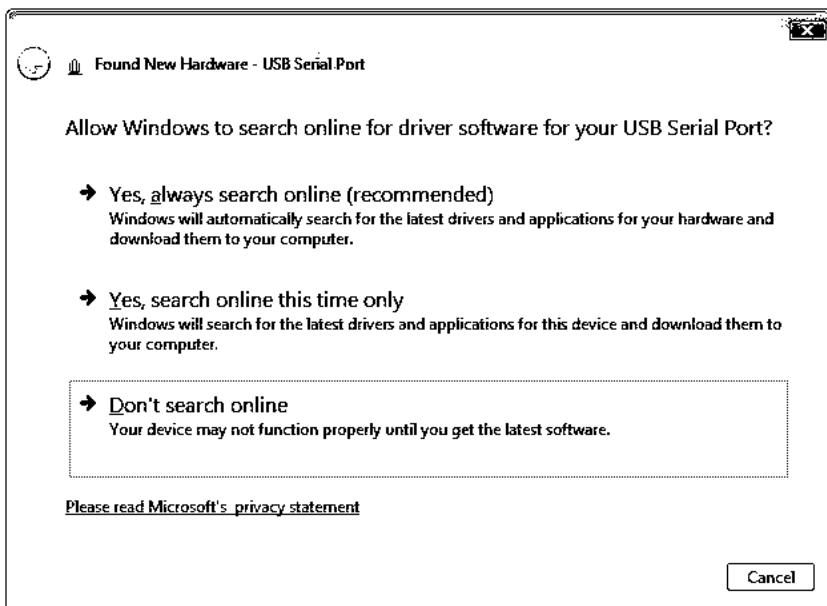 Found New Hardware - USB Serial Port
Allow Windows to search online for driver software for your USB Serial Port?
Yes, always search online (recommended)
Windows will automatically search for the latest drivers and applications for your hardware and
download them to your computer.
Yes, search online this time only
Windows will search for the latest drivers and applications for this device and download them to
your computer.
Don't search online
Your device may not function properly until you get the latest software.
Please read Microsoft's privacy statement
Cancel